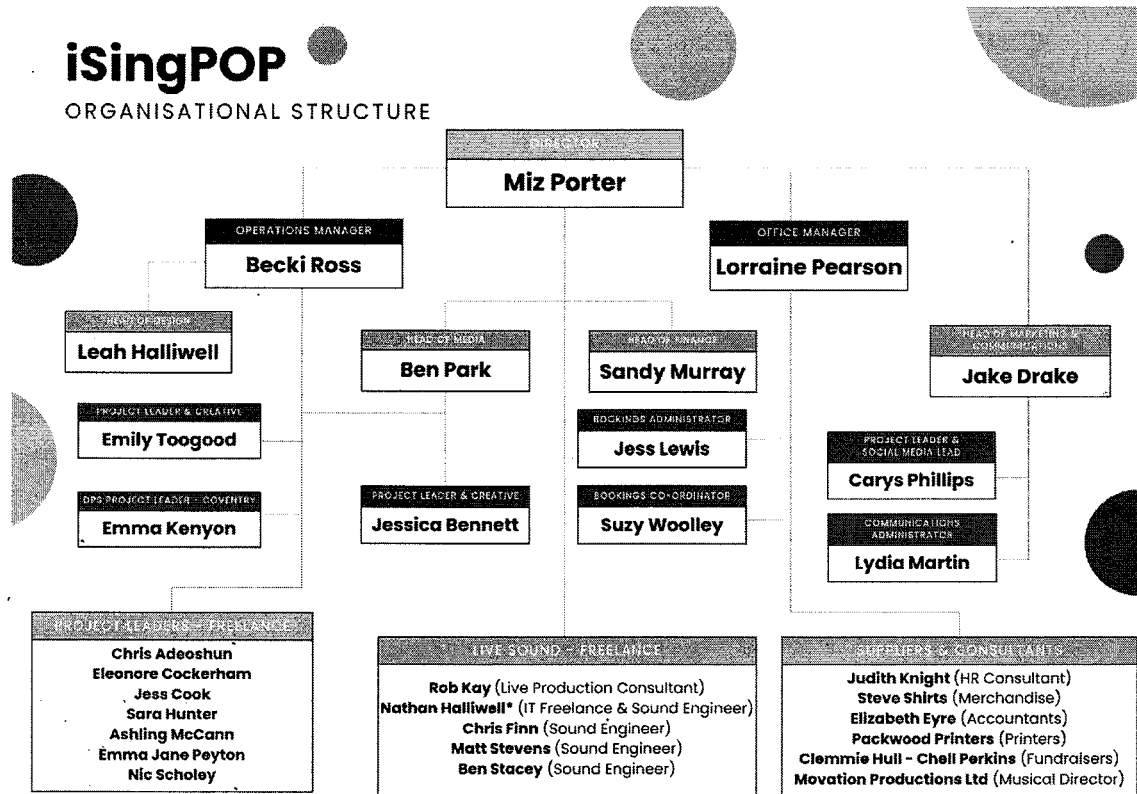 iSingPOP
ORGANISATIONAL STRUCTURE
DIRECTOR
Miz Porter
OPERATIONS MANAGER
Becki Ross
OFFICE MANAGER
Lorraine Pearson
HEAD OF DESIGN
Leah Halliwell
HEAD OF MEDIA
Ben Park
HEAD OF FINANCE
Sandy Murray
HEAD OF MARKETING &
COMMUNICATIONS
Jake Drake
PROJECT LEADER & CREATIVE
Emily Toogood
BOOKINGS ADMINISTRATOR
Jess Lewis
PROJECT LEADER &
SOCIAL MEDIA LEAD
Carys Phillips
DPS PROJECT LEADER - COVENTRY
Emma Kenyon
PROJECT LEADER & CREATIVE
Jessica Bennett
BOOKINGS CO-ORDINATOR
Suzy Woolley
COMMUNICATIONS
ADMINISTRATOR
Lydia Martin
PROJECT LEADERS - FREELANCE
Chris Adeoshun
Eleonore Cockerham
Jess Cook
Sara Hunter
Ashling McCann
Emma Jane Peyton
Nic Scholey
LIVE SOUND - FREELANCE
Rob Kay (Live Production Consultant)
Nathan Halliwell* (IT Freelance & Sound Engineer)
Chris Finn (Sound Engineer)
Matt Stevens (Sound Engineer)
Ben Stacey (Sound Engineer)
SUPPLIERS & CONSULTANTS
Judith Knight (HR Consultant)
Steve Shirts (Merchandise)
Elizabeth Eyre (Accountants)
Packwood Printers (Printers)
Clemmie Hull - Chell Perkins (Fundraisers)
Movation Productions Ltd (Musical Director)